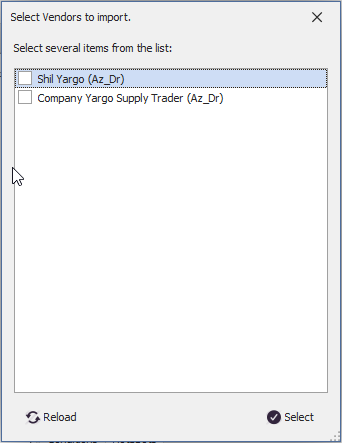 Select Vendors to import.
Select several items from the list:
Shil Yargo (Az_Dr)
Company Yargo Supply Trader (Az_Dr)
Reload
Select